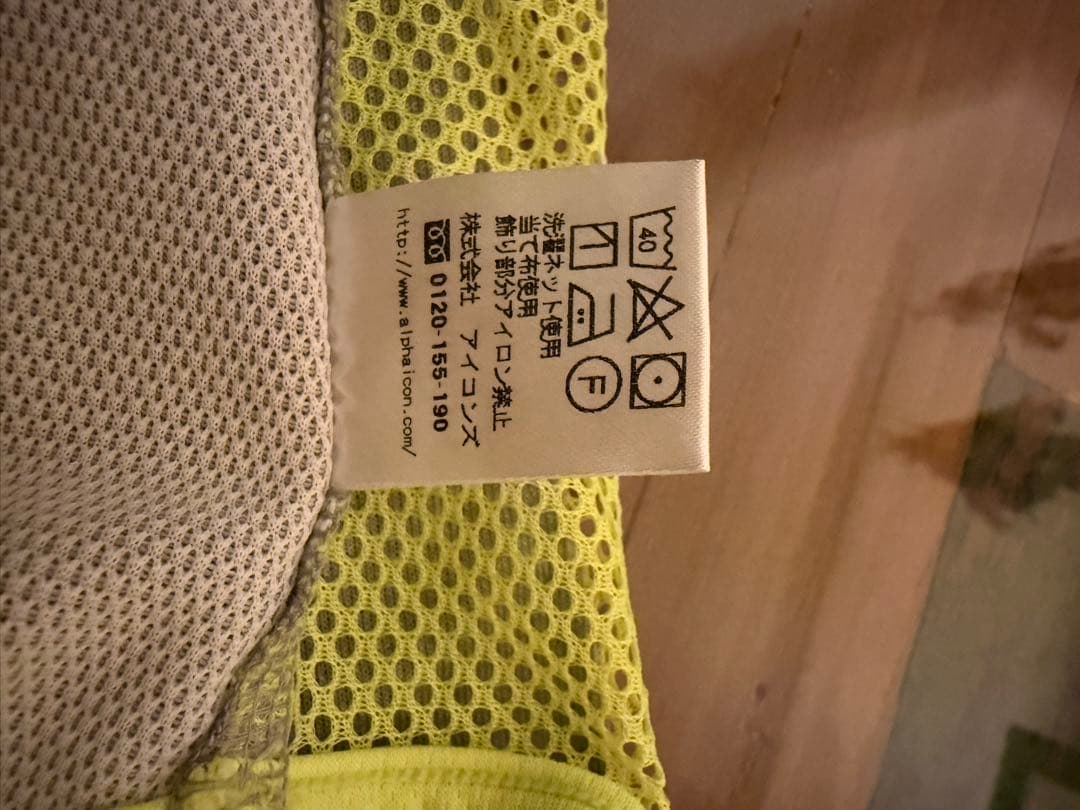 40
F
洗濯ネット使用
当て布使用
飾り部分アイロン禁止
株式会社 アイコンズ
0120-155-190
http://www.alphaicon.com/